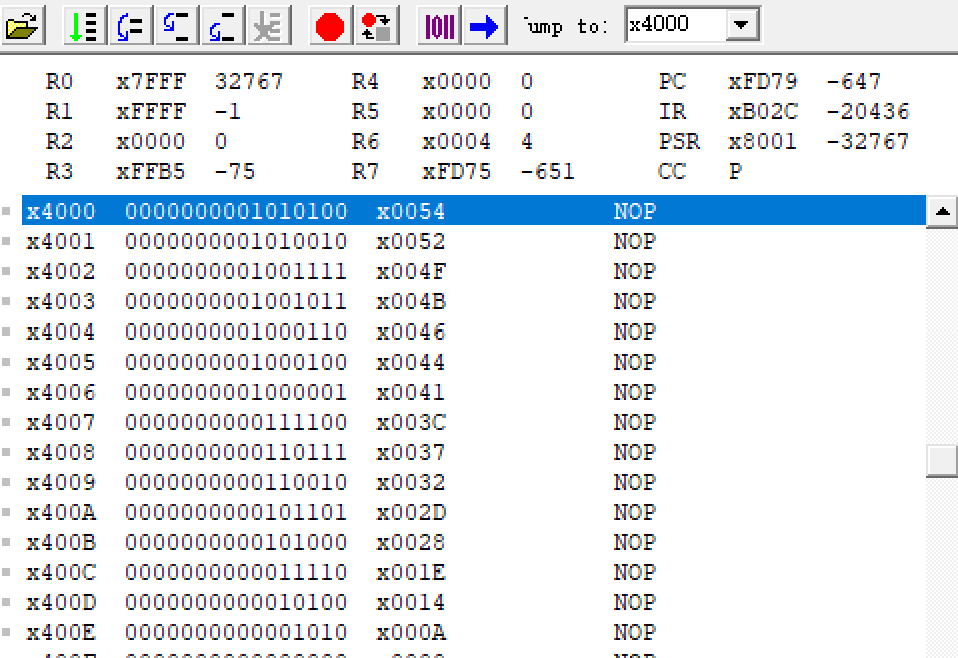 Jump to: x4000
R0 x7FFF 32767 R4 x0000 0 PC xFD79 -647
R1 xFFFF -1 R5 x0000 0 IR xB02C -20436
R2 x0000 0 R6 x0004 4 PSR x8001 -32767
R3 xFFB5 -75 R7 xFD75 -651 CC P
x4000 0000000001010100 x0054 NOP
x4001 0000000001010010 x0052 NOP
x4002 0000000001001111 x004F NOP
x4003 0000000001001011 x004B NOP
x4004 0000000001000110 x0046 NOP
x4005 0000000001000100 x0044 NOP
x4006 0000000001000001 x0041 NOP
x4007 0000000000111100 x003C NOP
x4008 0000000000110111 x0037 NOP
x4009 0000000000110010 x0032 NOP
x400A 0000000000101101 x002D NOP
x400B 0000000000101000 x0028 NOP
x400C 0000000000011110 x001E NOP
x400D 0000000000010100 x0014 NOP
x400E 0000000000001010 x000A NOP